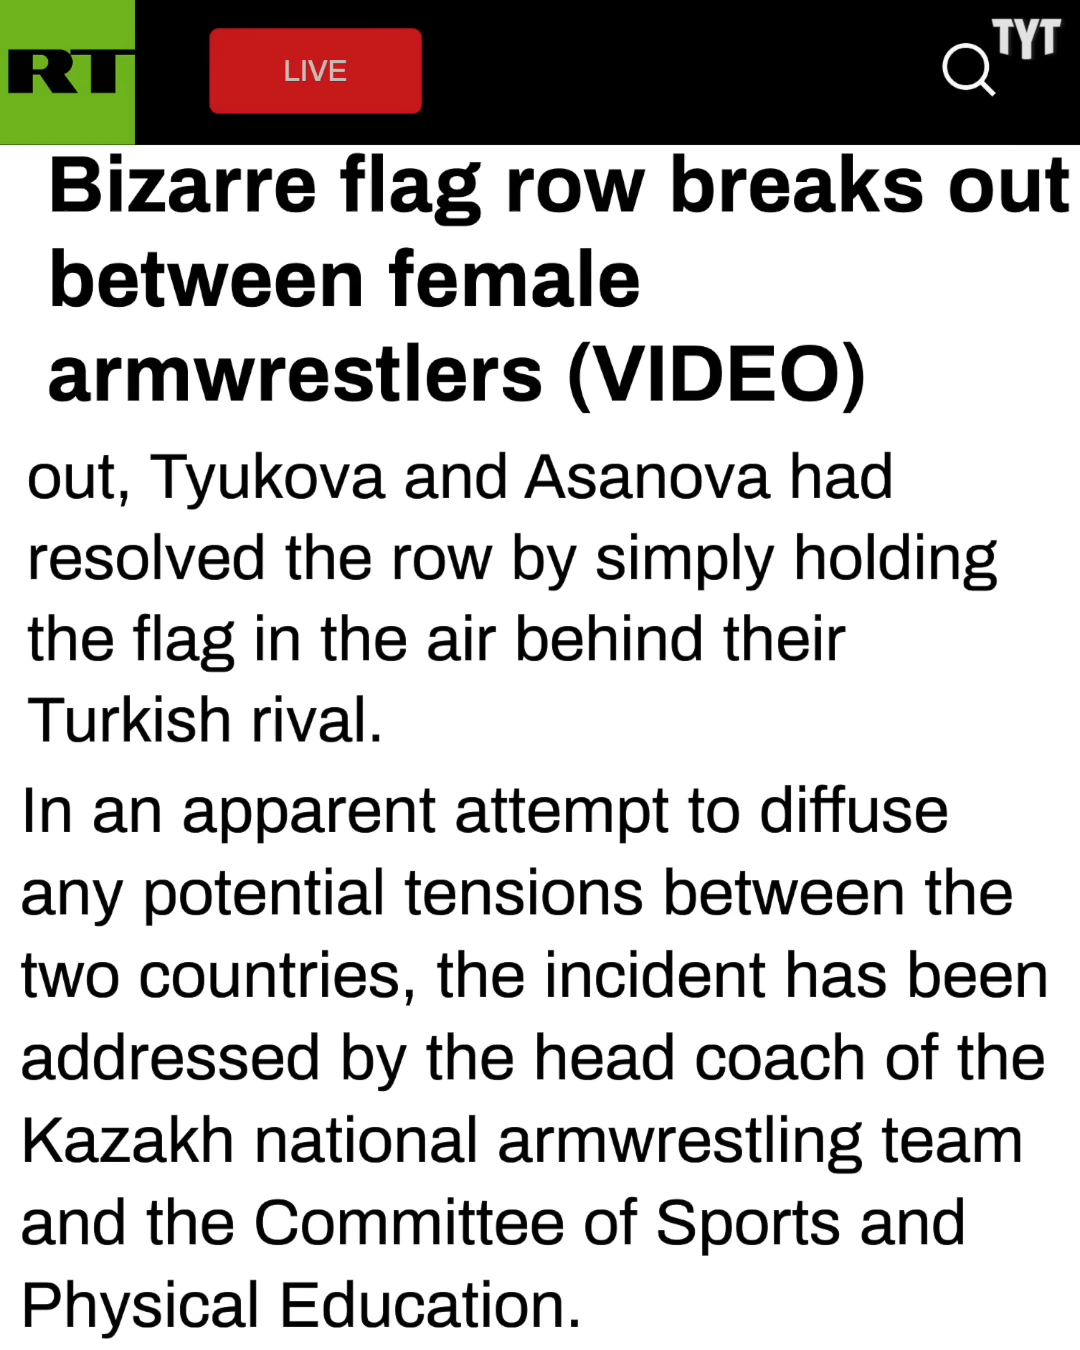 RT
LIVE
TYT
Bizarre flag row breaks out
between female
armwrestlers (VIDEO)
out, Tyukova and Asanova had
resolved the row by simply holding
the flag in the air behind their
Turkish rival.
In an apparent attempt to diffuse
any potential tensions between the
two countries, the incident has been
addressed by the head coach of the
Kazakh national armwrestling team
and the Committee of Sports and
Physical Education.